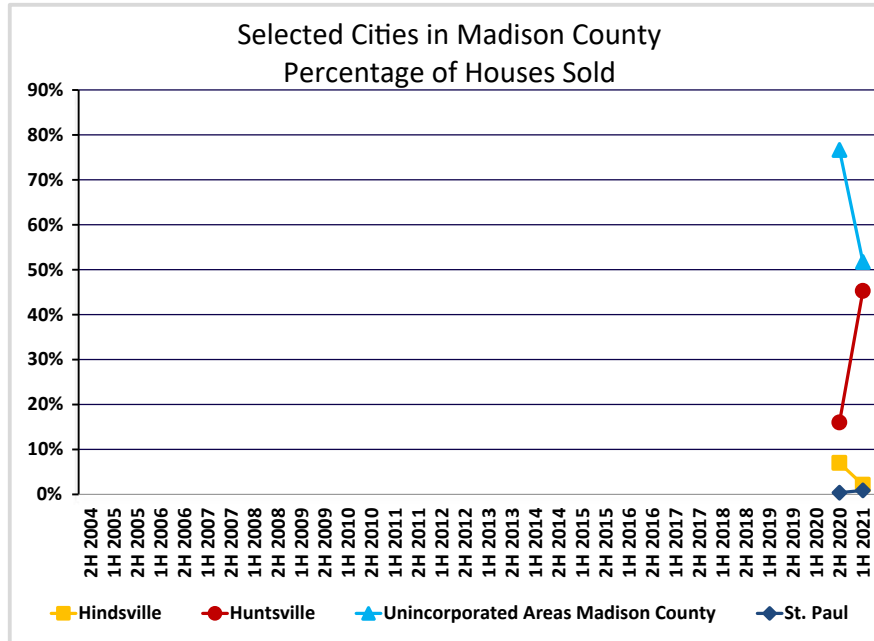 Selected Cities in Madison County
Percentage of Houses Sold
90%
80%
70%
60%
50%
40%
30%
20%
10%
0%
2H 2004
1H 2005
2H 2005
1H 2006
2H 2006
1H 2007
2H 2007
1H 2008
2H 2008
1H 2009
2H 2009
1H 2010
2H 2010
1H 2011
2H 2011
1H 2012
2H 2012
1H 2013
2H 2013
1H 2014
2H 2014
1H 2015
2H 2015
1H 2016
2H 2016
1H 2017
2H 2017
1H 2018
2H 2018
1H 2019
2H 2019
1H 2020
2H 2020
1H 2021
Hindsville Huntsville Unincorporated Areas Madison County St. Paul